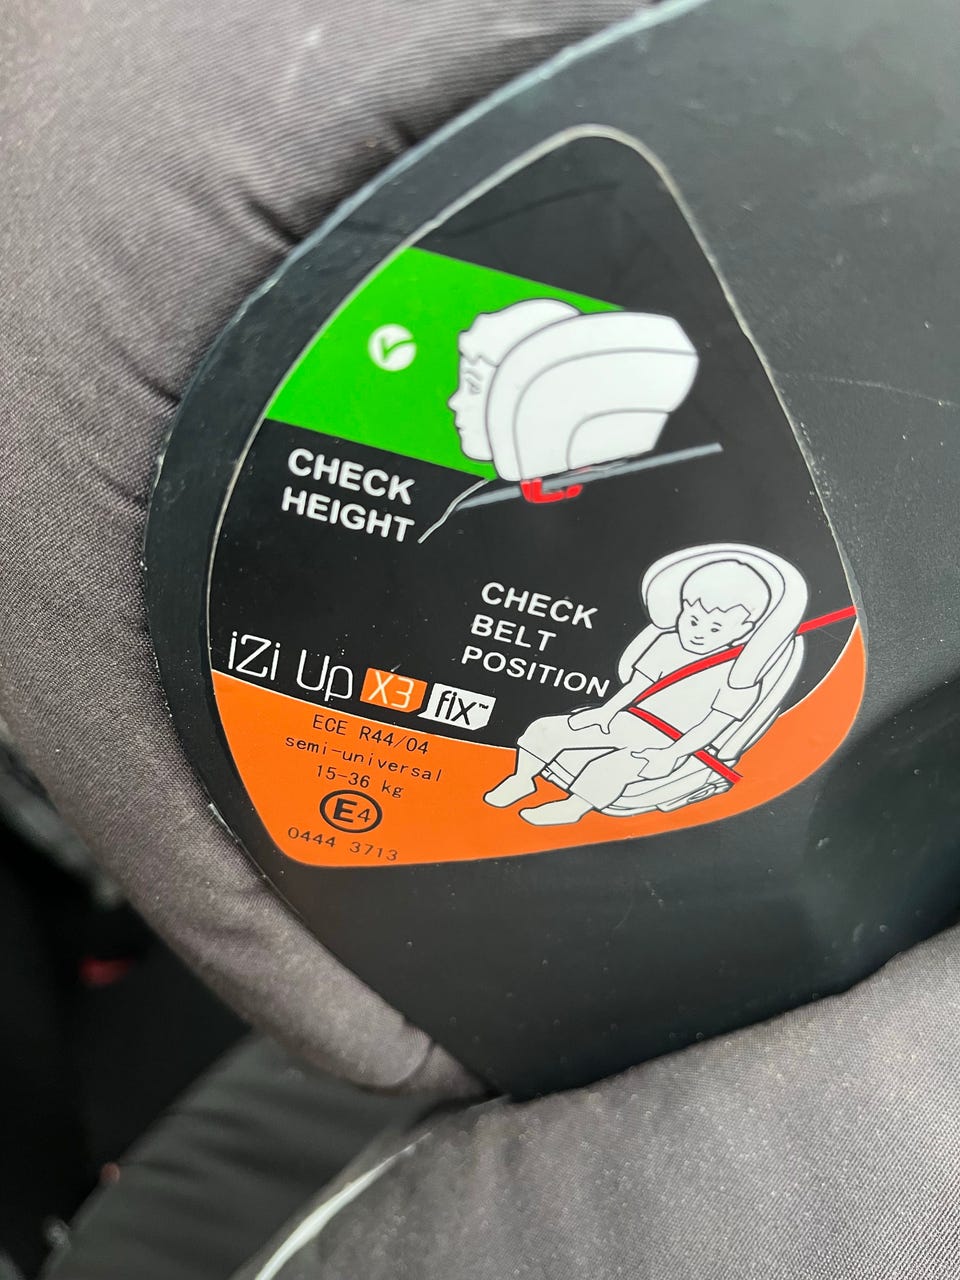 CHECK
HEIGHT
CHECK
BELT
POSITION
iZi Up X3 fix™
ECE R44/04
semi-universal
15-36 kg
E4
0444 3713